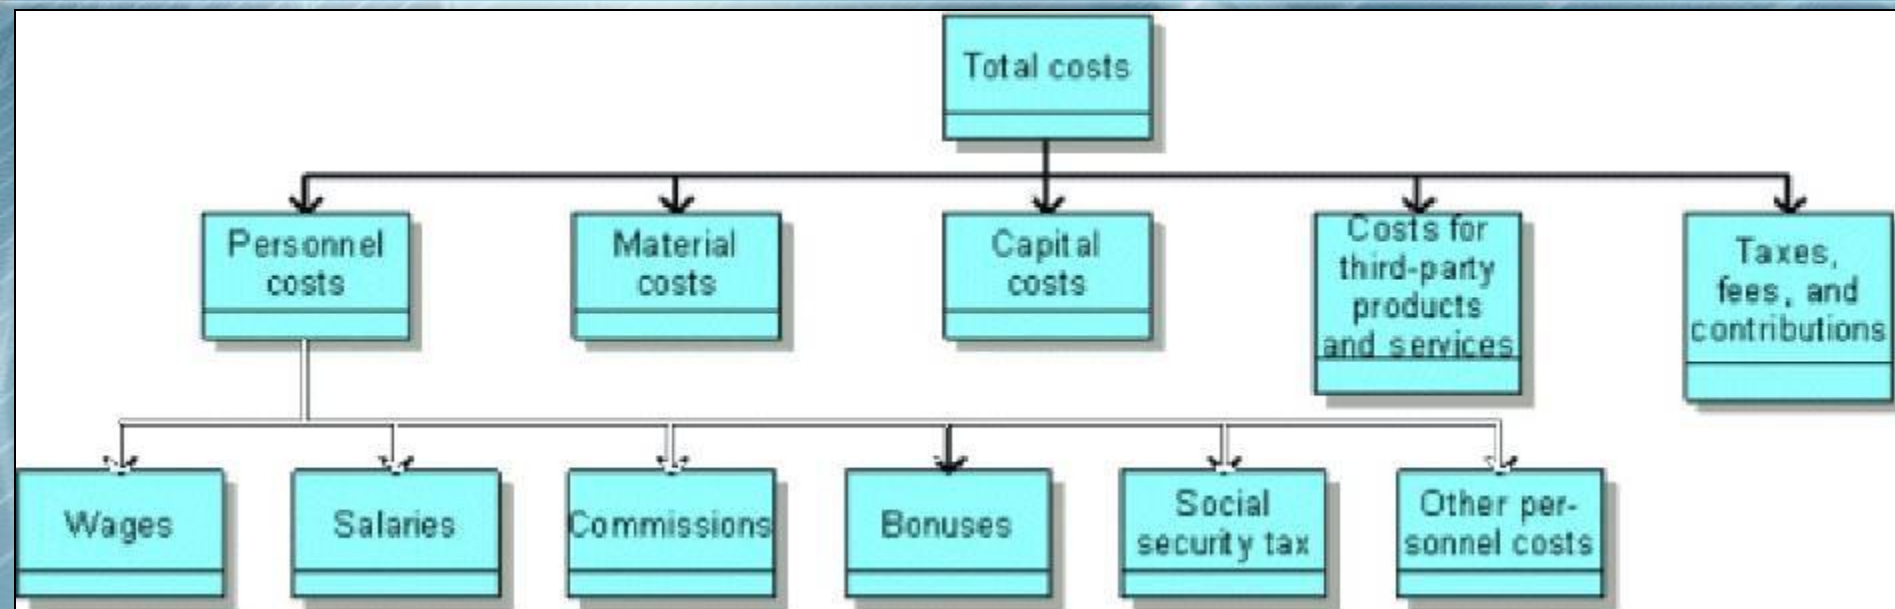 Total costs
Personnel
costs
Material
costs
Capital
costs
Costs for
third-party
products
and services
Taxes,
fees, and
contributions
Wages
Salaries
Commissions
Bonuses
Social
security tax
Other per-
sonnel costs